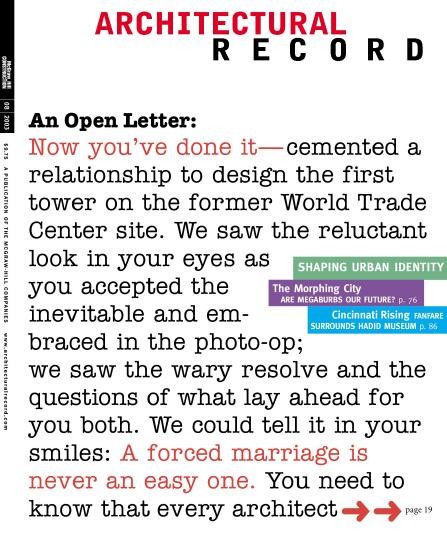 ARCHITECTURAL
RECORD
McGraw Hill
CONSTRUCTION
08 2003
$9.75 A PUBLICATION OF THE MCGRAW-HILL COMPANIES www.architecturalrecord.com
An Open Letter:
Now you've done it—cemented a
relationship to design the first
tower on the former World Trade
Center site. We saw the reluctant
look in your eyes as
you accepted the
inevitable and em-
braced in the photo-op;
we saw the wary resolve and the
questions of what lay ahead for
you both. We could tell it in your
smiles: A forced marriage is
never an easy one. You need to
know that every architect
page 19
SHAPING URBAN IDENTITY
The Morphing City
ARE MEGABURBS OUR FUTURE? p. 76
Cincinnati Rising FANFARE
SURROUNDS HADID MUSEUM p. 86